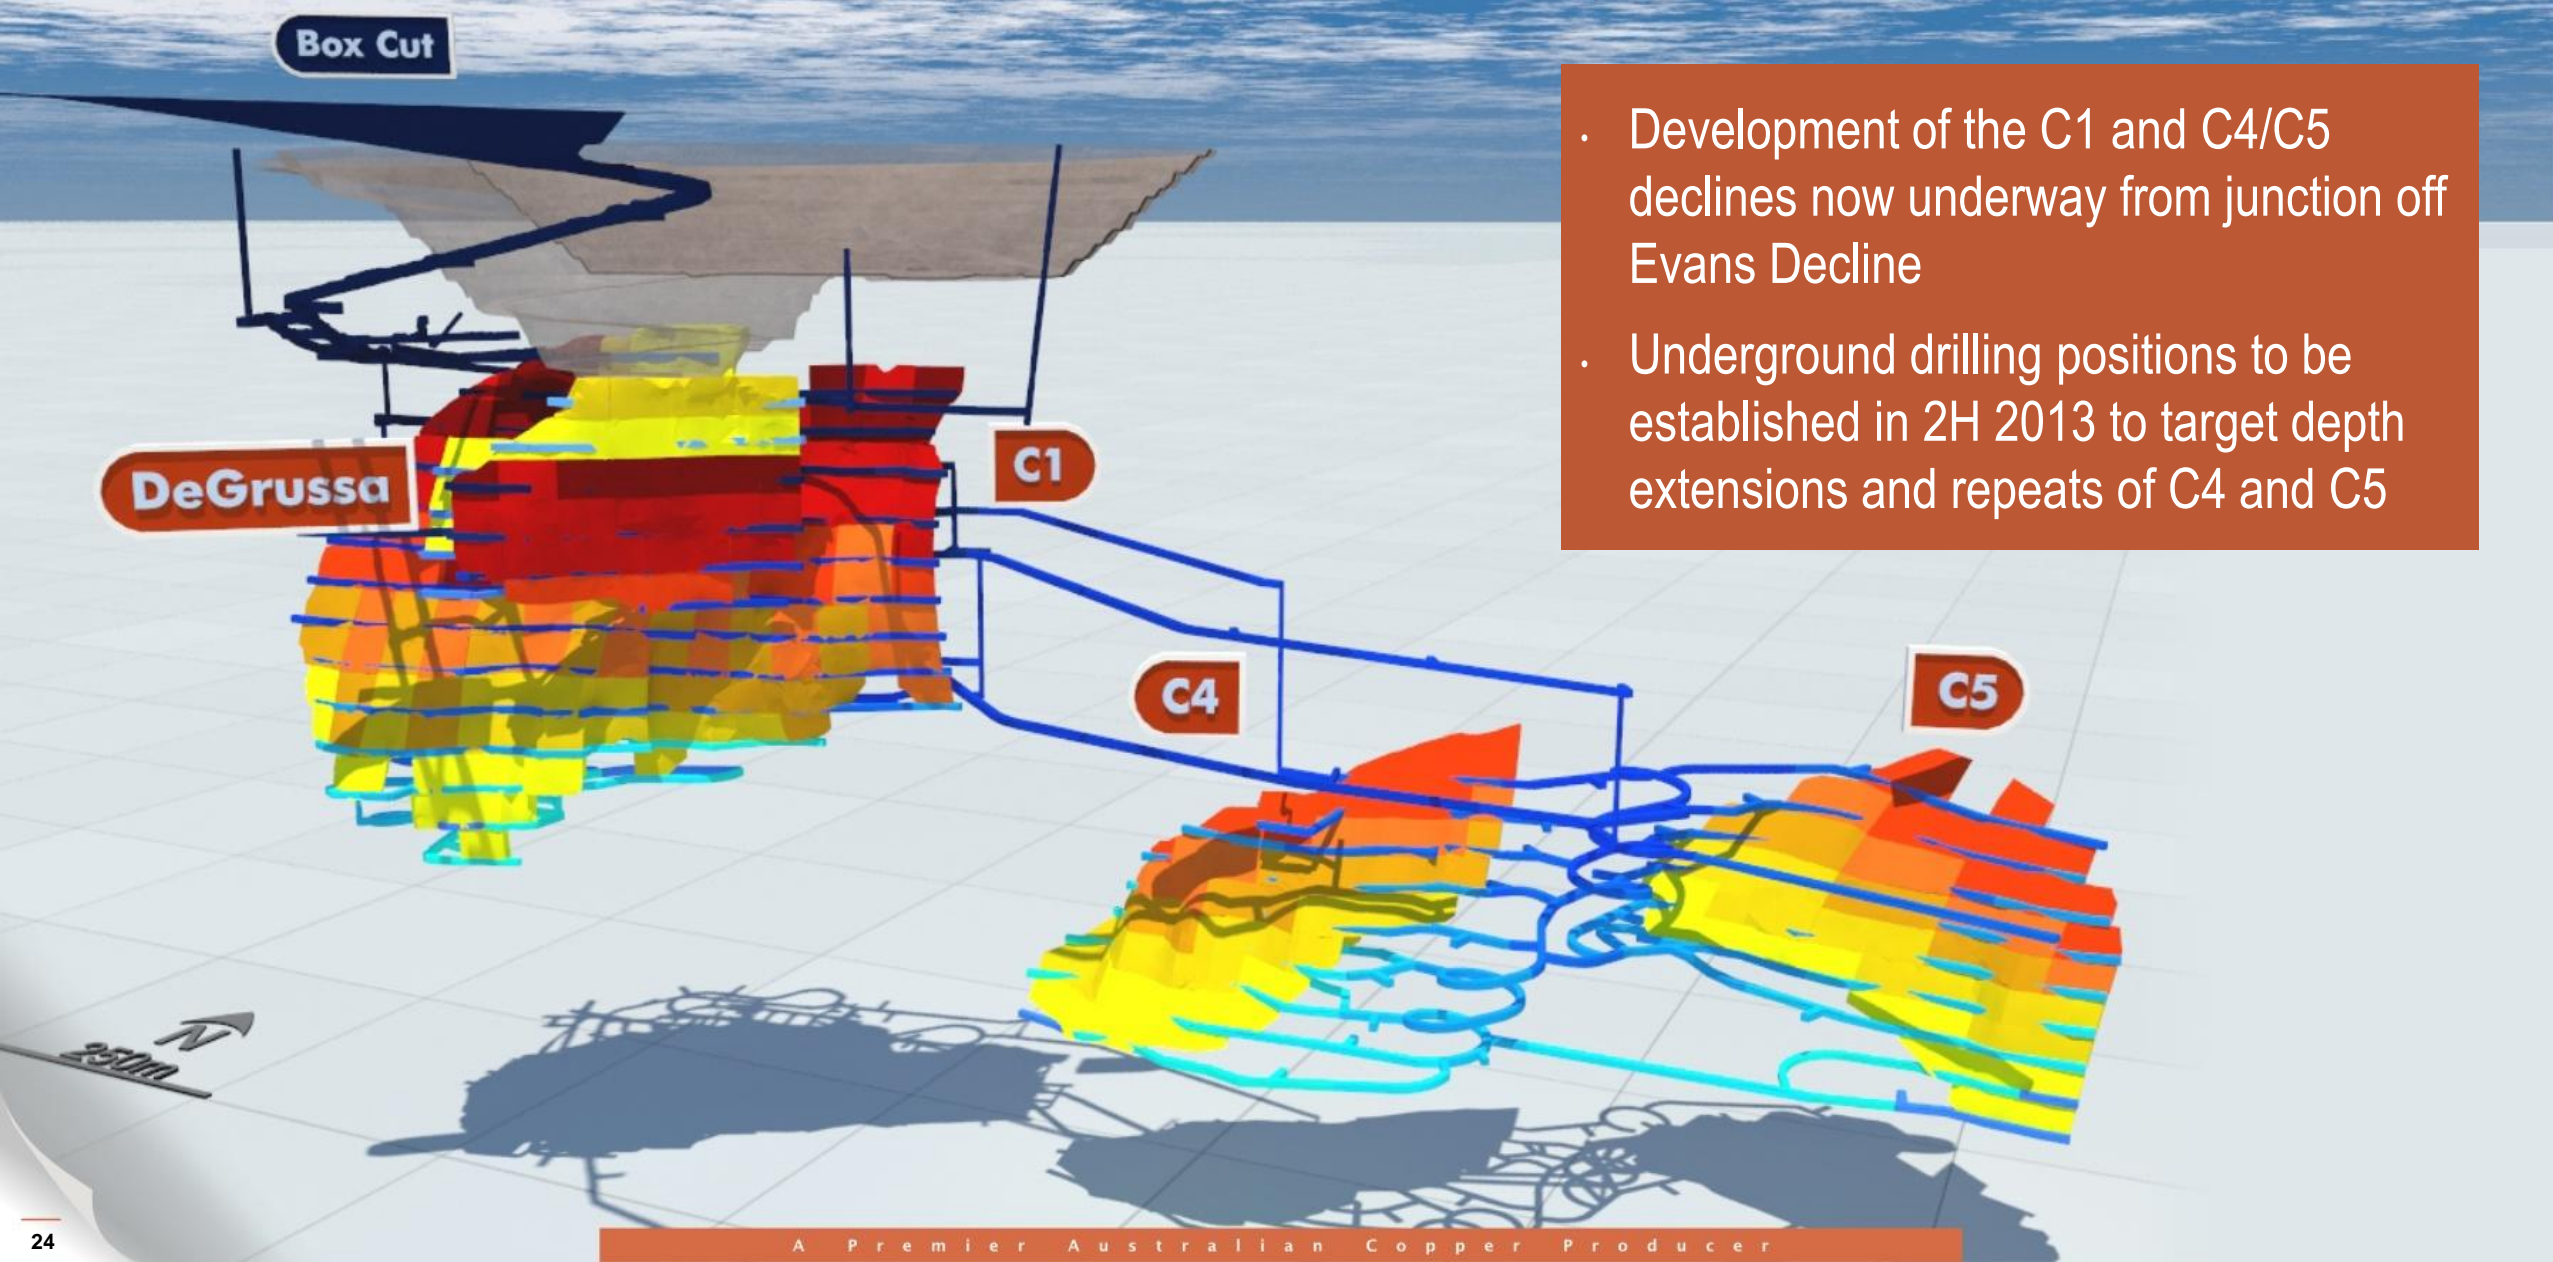 Box Cut
• Development of the C1 and C4/C5
declines now underway from junction off
Evans Decline
• Underground drilling positions to be
established in 2H 2013 to target depth
extensions and repeats of C4 and C5
DeGrussa
C1
C4
C5
N
250m
24
A Premier Australian Copper Producer